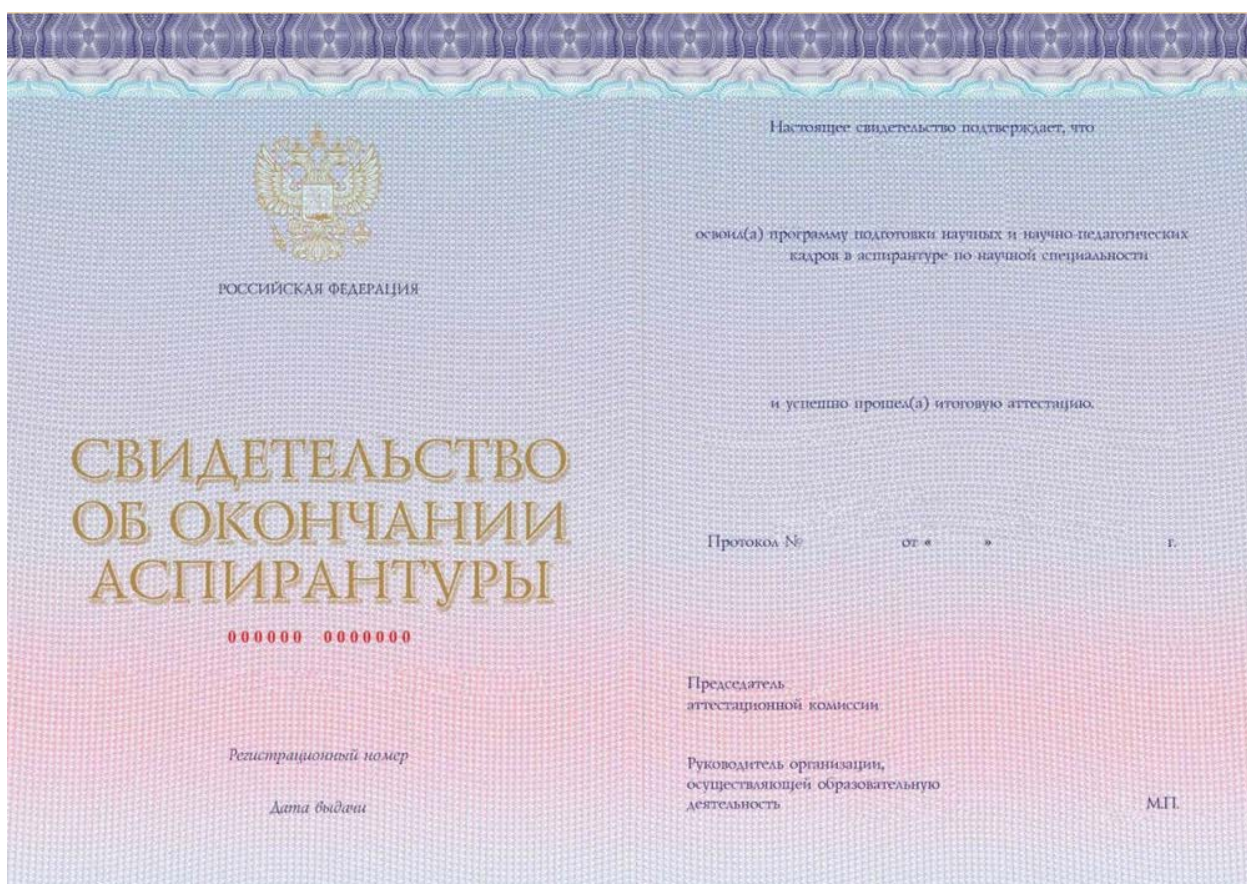 РОССИЙСКАЯ ФЕДЕРАЦИЯ
СВИДЕТЕЛЬСТВО
ОБ ОКОНЧАНИИ
АСПИРАНТУРЫ
000000 0000000
Регистрационный номер
Дата выдачи
Настоящее свидетельство подтверждает, что
освоил(а) программу подготовки научных и научно-педагогических
кадров в аспирантуре по научной специальности
и успешно прошел(а) итоговую аттестацию.
Протокол № от « » г.
Председатель
аттестационной комиссии
Руководитель организации,
осуществляющей образовательную
деятельность М.П.